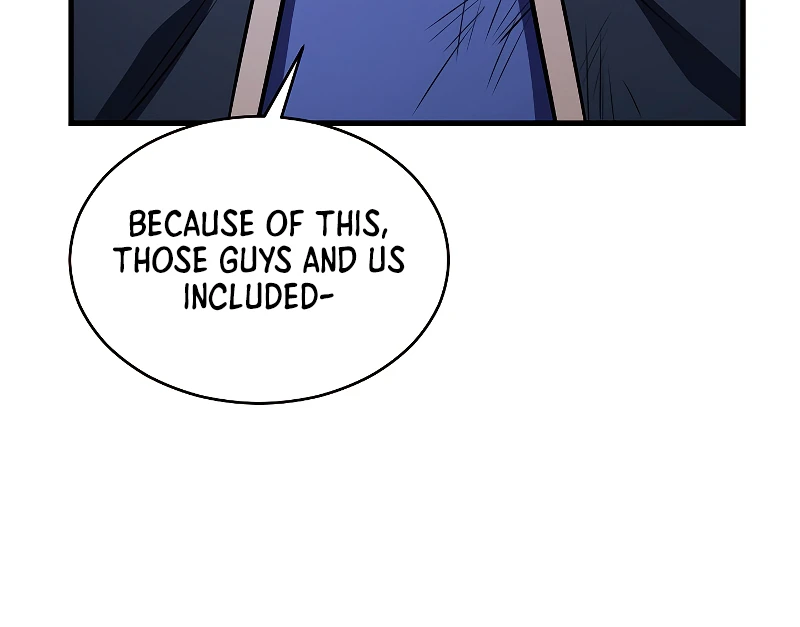 BECAUSE OF THIS,
THOSE GUYS AND US
INCLUDED-